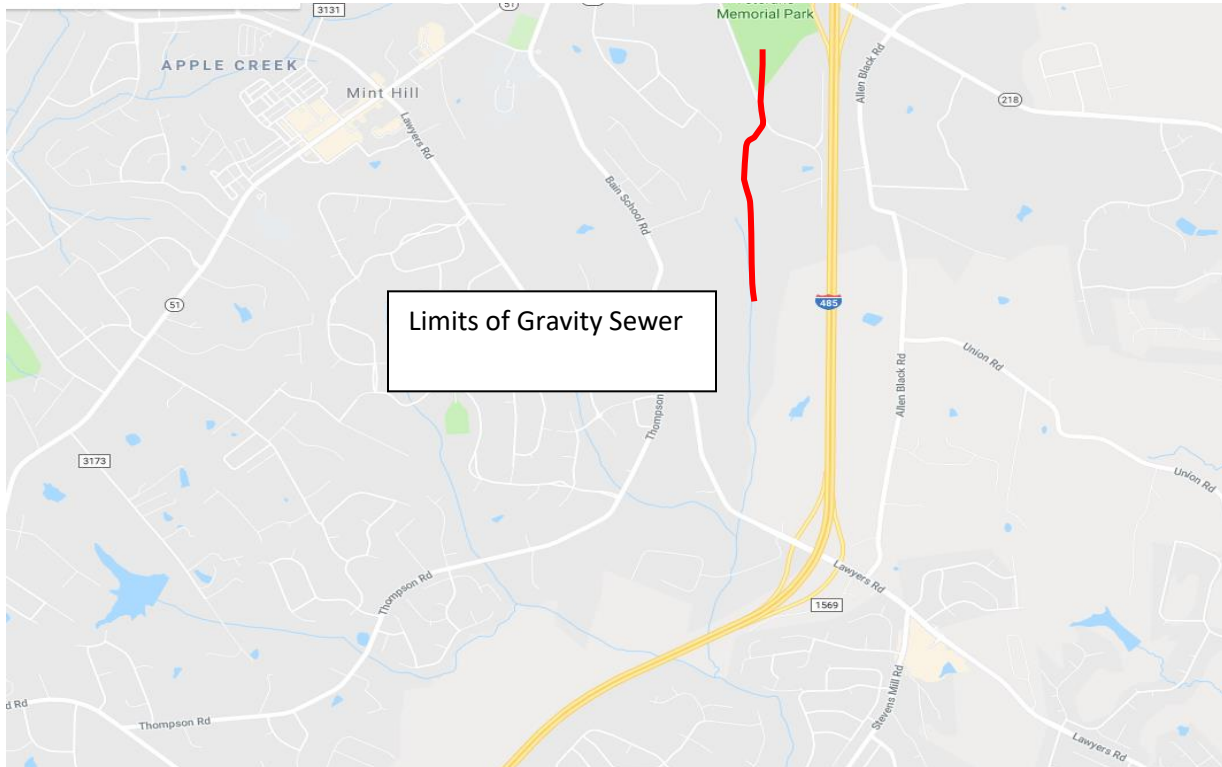 3131
51
Memorial Park
APPLE CREEK
Mint Hill
Allen Black Rd
218
Lawyers Rd
Bain School Rd
51
485
Limits of Gravity Sewer
Union Rd
Allen Black Rd
Thompson
3173
Union Rd
Lawyers Rd
Thompson Rd
1569
Stevens Mill Rd
d Rd
Thompson Rd
Lawyers Rd